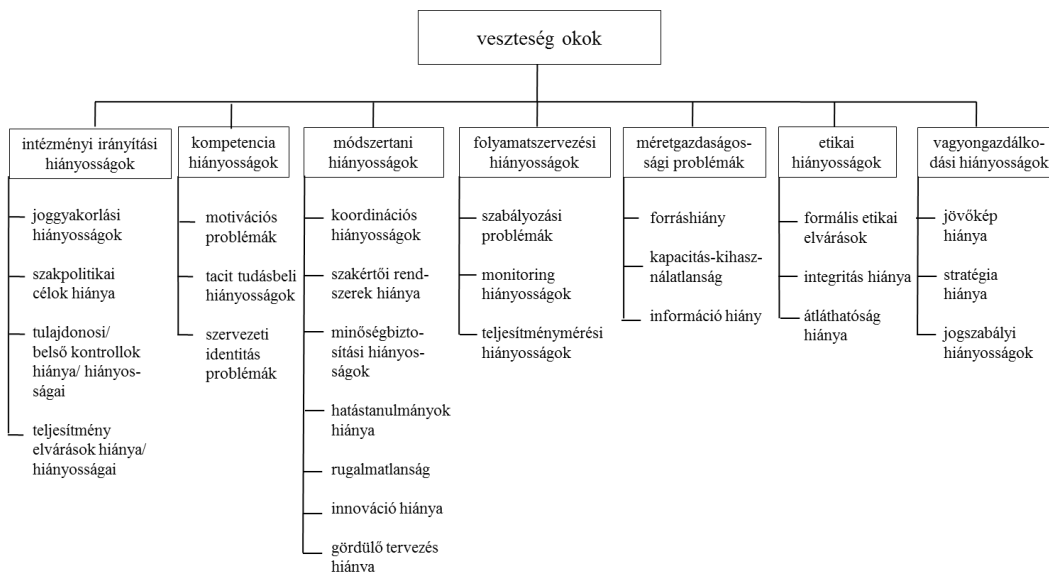 veszteség okok
intézményi irányítási
hiányosságok
joggyakorlási
hiányosságok
szakpolitikai
célok hiánya
tulajdonosi/
belső kontrollok
hiánya/ hiányos-
ságai
teljesítmény
elvárások hiánya/
hiányosságai
kompetencia
hiányosságok
motivációs
problémák
tacit tudásbeli
hiányosságok
szervezeti
identitás
problémák
módszertani
hiányosságok
koordinációs
hiányosságok
szakértői rend-
szerek hiánya
minőségbizto-
sítási hiányos-
ságok
hatástanulmányok
hiánya
rugalmatlanság
innováció hiánya
gördülő tervezés
hiánya
folyamatszervezési
hiányosságok
szabályozási
problémák
monitoring
hiányosságok
teljesítménymérési
hiányosságok
méretgazdaságos-
sági problémák
forráshiány
kapacitás-kihasz-
nálatlanság
információ hiány
etikai
hiányosságok
formális etikai
elvárások
integritás hiánya
átláthatóság
hiánya
vagyongazdálko-
dási hiányosságok
jövőkép
hiánya
stratégia
hiánya
jogszabályi
hiányosságok